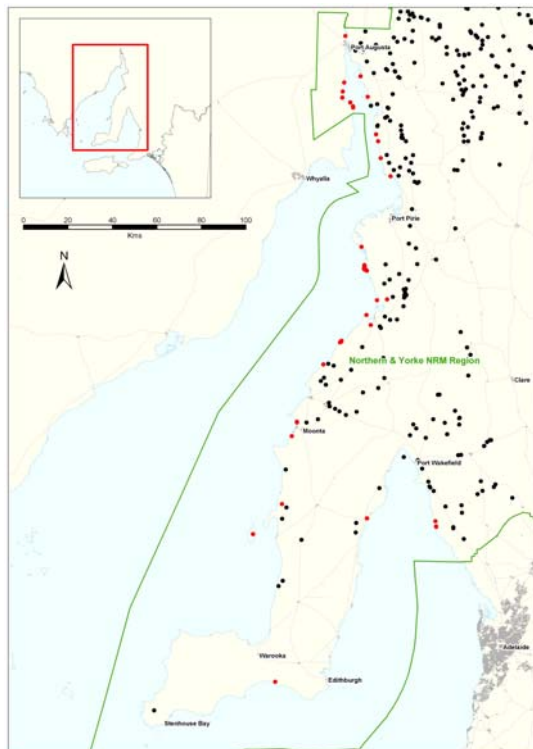 Port Augusta
Whyalla
0 20 40 60 80 100
Kms
Port Pirie
N
Northern & Yorke NRM Region
Clare
Moonta
Port Wakefield
Adelaide
Warooka
Edithburgh
Stenhouse Bay